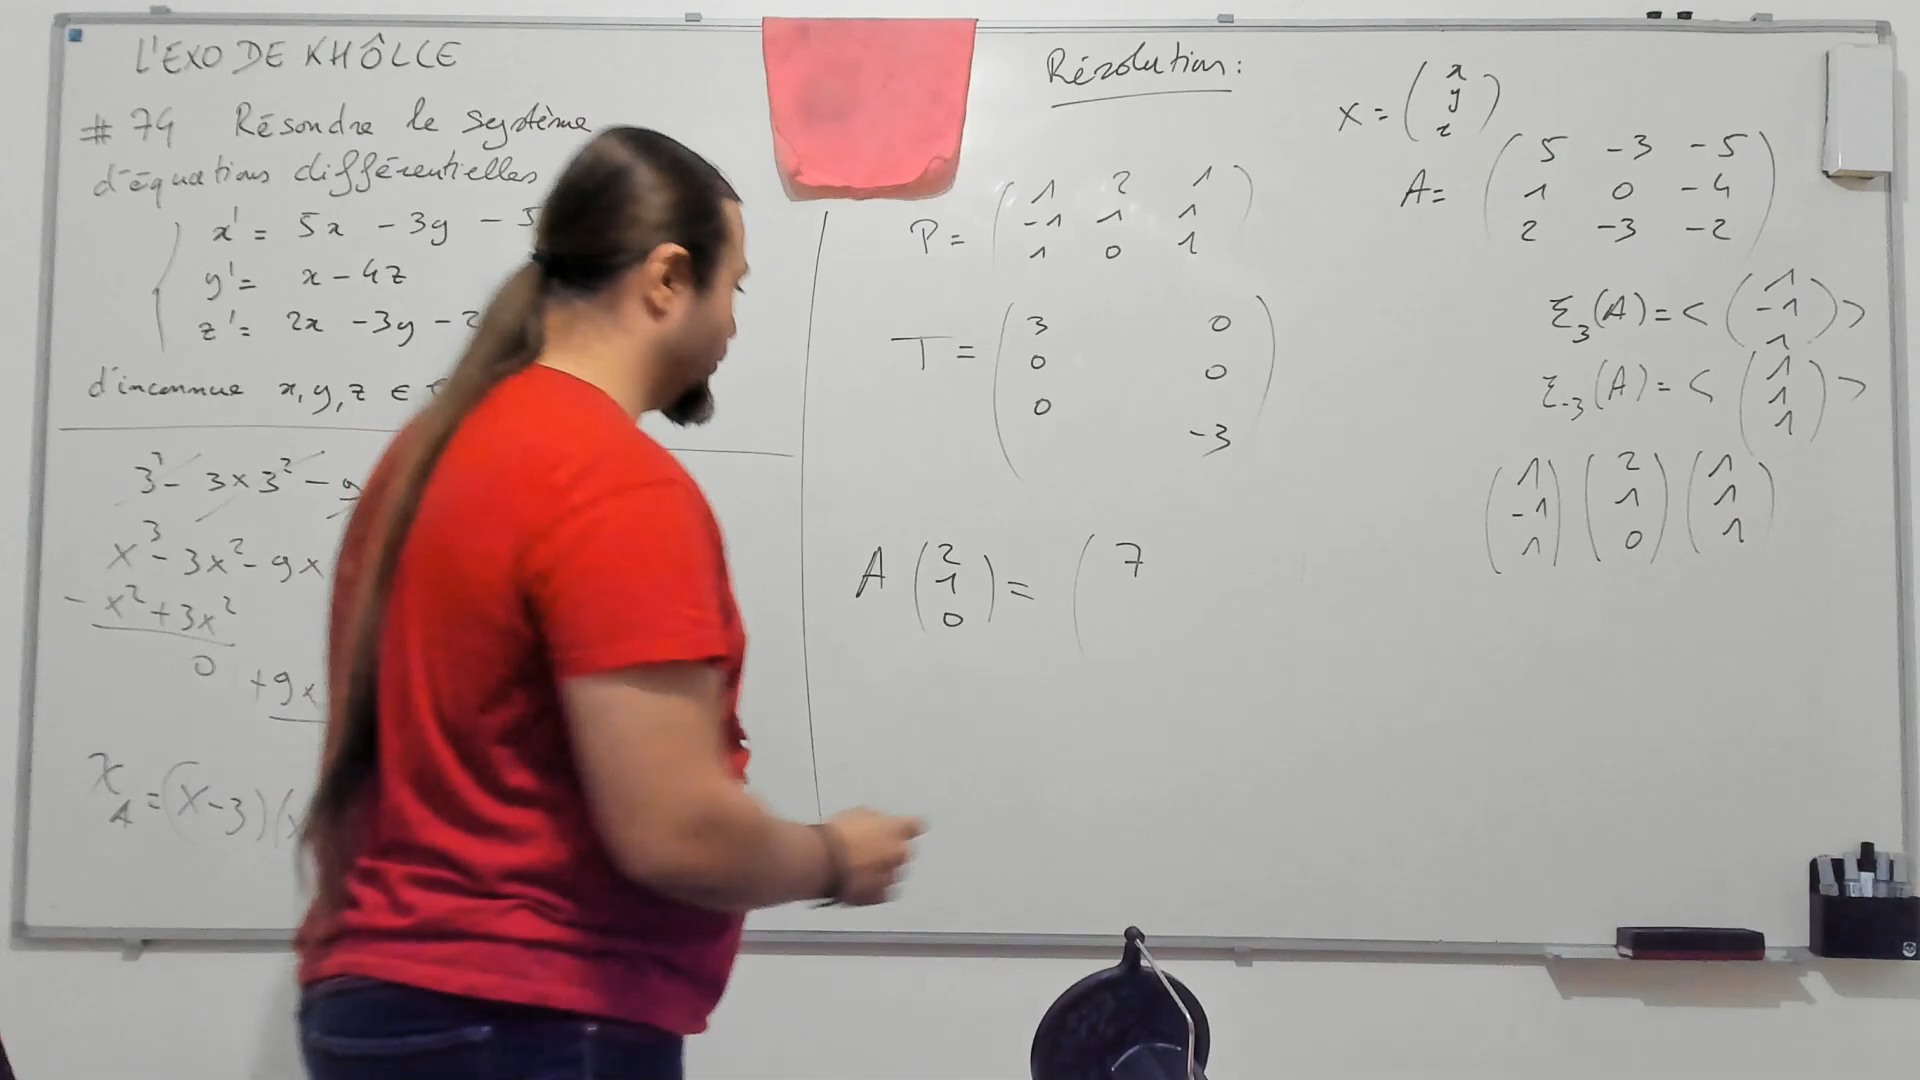 L'EXO DE KHÔLLE
# 74 Résoudre le système
d'équations différentielles
x' = 5x - 3y - 5
y' = x - 4z
z' = 2x - 3y - 2
d'inconnue x, y, z ∈
3³ - 3×3² - 9
X³ - 3X² - 9X
- X² + 3X²
0
+9X
χ_A = (X-3)(X
Résolution:
P = ( 1 2 1
-1 1 1
1 0 1 )
T = ( 3 0
0 0
0 -3 )
A ( 2
1
0 ) = ( 7
X = ( x
y
z )
A = ( 5 -3 -5
1 0 -4
2 -3 -2 )
E_3(A) = < ( 1
-1
1 ) >
E_-3(A) = < ( 1
1
1 ) >
( 1 ) ( 2 ) ( 1 )
( -1 ) ( 1 ) ( 1 )
( 1 ) ( 0 ) ( 1 )